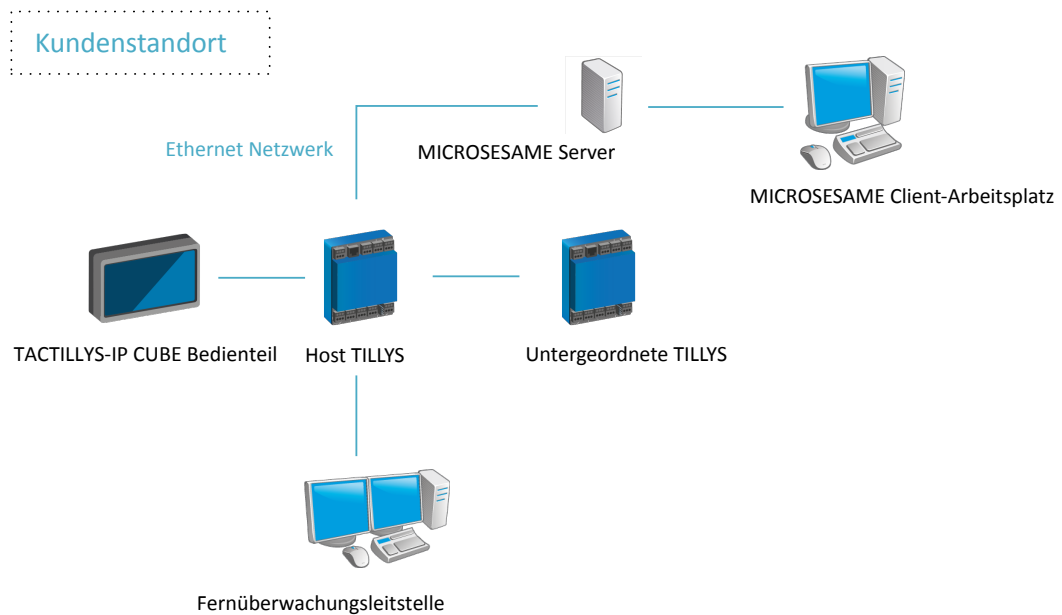 Kundenstandort
Ethernet Netzwerk
MICROSESAME Server
MICROSESAME Client-Arbeitsplatz
TACTILLYS-IP CUBE Bedienteil
Host TILLYS
Untergeordnete TILLYS
Fernüberwachungsleitstelle